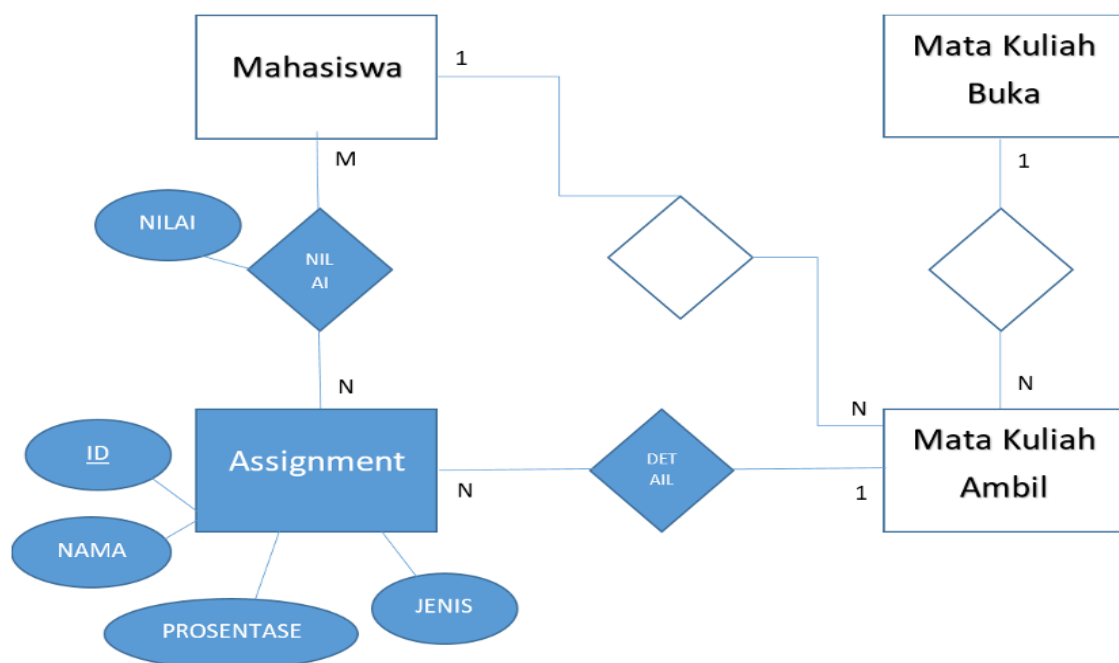 Mahasiswa
1
Mata Kuliah
Buka
M
1
NILAI
NIL
AI
N
N
N
ID
Assignment
DET
AIL
Mata Kuliah
Ambil
N
1
NAMA
PROSENTASE
JENIS